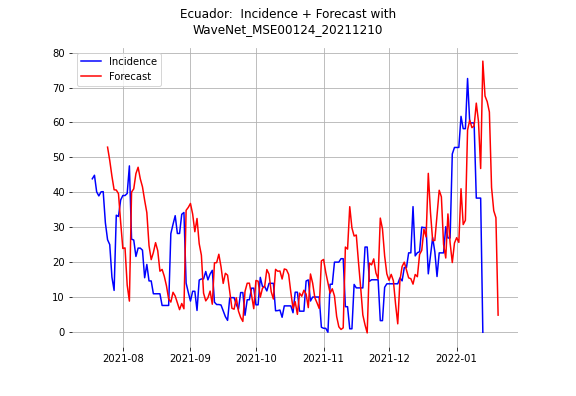 Ecuador:  Incidence + Forecast with
WaveNet_MSE00124_20211210
Incidence
Forecast
80
70
60
50
40
30
20
10
0
2021-08 2021-09 2021-10 2021-11 2021-12 2022-01